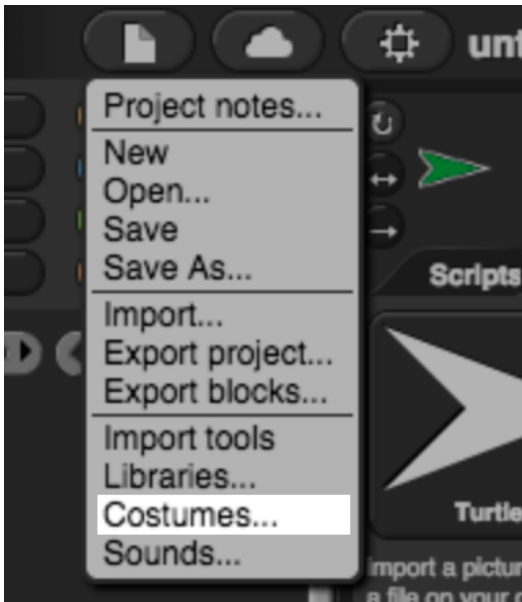 unt
Project notes...
New
Open...
Save
Save As...
Scripts
Import...
Export project...
Export blocks...
Import tools
Libraries...
Costumes...
Turtle
Sounds...
import a pictur
a file on your